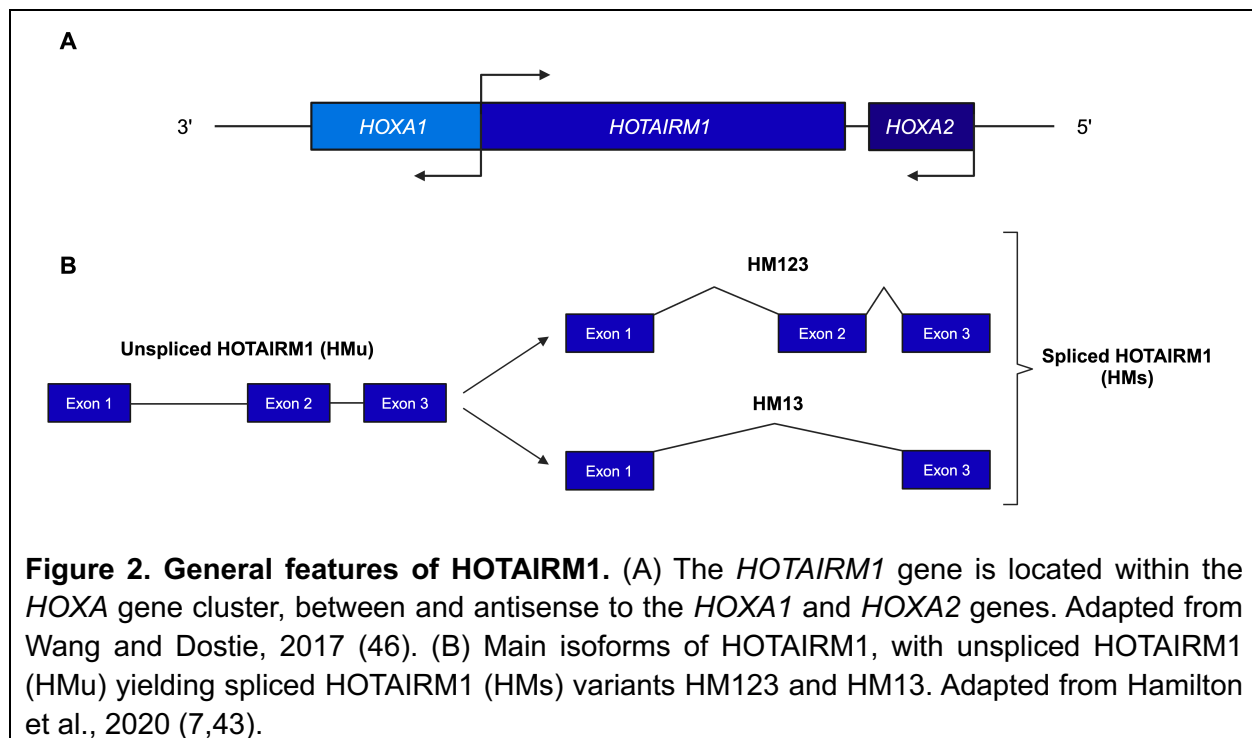 A
3'
HOXA1
HOTAIRM1
HOXA2
5'
B
HM123
Exon 1
Exon 2
Exon 3
Unspliced HOTAIRM1 (HMu)
Exon 1
Exon 2
Exon 3
HM13
Exon 1
Exon 3
Spliced HOTAIRM1
(HMs)
Figure 2. General features of HOTAIRM1. (A) The HOTAIRM1 gene is located within the
HOXA gene cluster, between and antisense to the HOXA1 and HOXA2 genes. Adapted from
Wang and Dostie, 2017 (46). (B) Main isoforms of HOTAIRM1, with unspliced HOTAIRM1
(HMu) yielding spliced HOTAIRM1 (HMs) variants HM123 and HM13. Adapted from Hamilton
et al., 2020 (7,43).